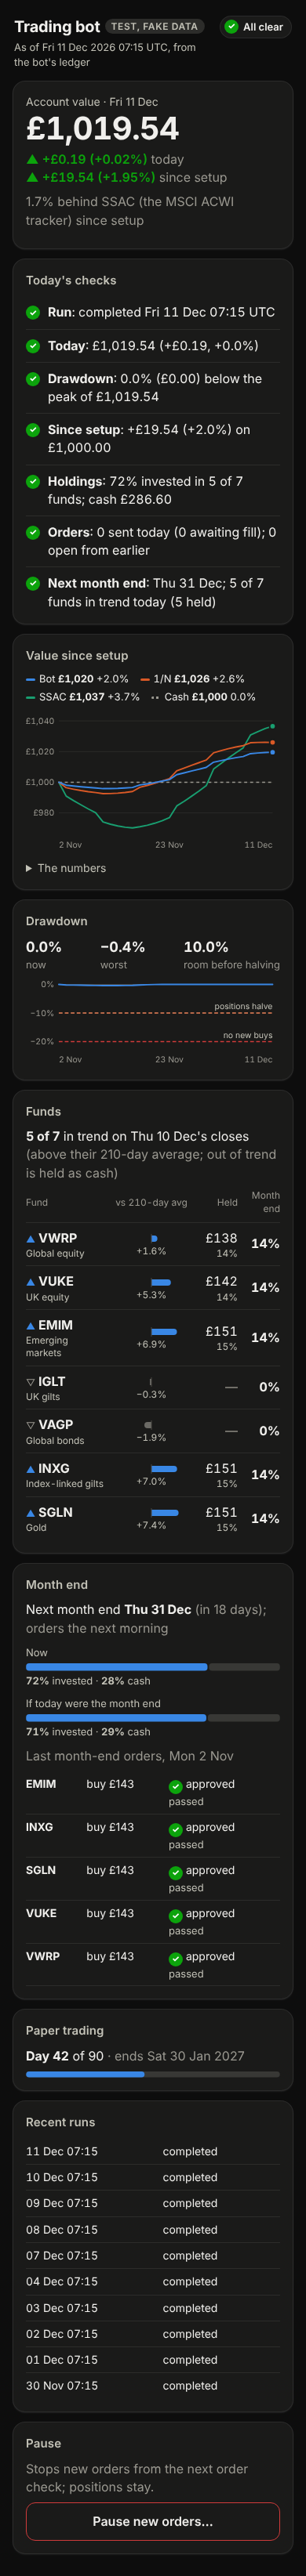 Trading bot TEST, FAKE DATA All clear
As of Fri 11 Dec 2026 07:15 UTC, from
the bot's ledger
Account value · Fri 11 Dec
£1,019.54
▲ +£0.19 (+0.02%) today
▲ +£19.54 (+1.95%) since setup
1.7% behind SSAC (the MSCI ACWI
tracker) since setup
Today's checks
Run: completed Fri 11 Dec 07:15 UTC
Today: £1,019.54 (+£0.19, +0.0%)
Drawdown: 0.0% (£0.00) below the
peak of £1,019.54
Since setup: +£19.54 (+2.0%) on
£1,000.00
Holdings: 72% invested in 5 of 7
funds; cash £286.60
Orders: 0 sent today (0 awaiting fill); 0
open from earlier
Next month end: Thu 31 Dec; 5 of 7
funds in trend today (5 held)
Value since setup
Bot £1,020 +2.0% 1/N £1,026 +2.6%
SSAC £1,037 +3.7% Cash £1,000 0.0%
£1,040
£1,020
£1,000
£980
2 Nov 23 Nov 11 Dec
▶ The numbers
Drawdown
0.0% −0.4% 10.0%
now worst room before halving
0%
positions halve
−10%
no new buys
−20%
2 Nov 23 Nov 11 Dec
Funds
5 of 7 in trend on Thu 10 Dec's closes
(above their 210-day average; out of trend
is held as cash)
Fund vs 210-day avg Held Month
end
▲ VWRP £138 14%
Global equity +1.6% 14%
▲ VUKE £142 14%
UK equity +5.3% 14%
▲ EMIM £151 14%
Emerging
markets +6.9% 15%
▽ IGLT — 0%
UK gilts −0.3%
▽ VAGP — 0%
Global bonds −1.9%
▲ INXG £151 14%
Index-linked gilts +7.0% 15%
▲ SGLN £151 14%
Gold +7.4% 15%
Month end
Next month end Thu 31 Dec (in 18 days);
orders the next morning
Now
72% invested · 28% cash
If today were the month end
71% invested · 29% cash
Last month-end orders, Mon 2 Nov
EMIM buy £143 approved
passed
INXG buy £143 approved
passed
SGLN buy £143 approved
passed
VUKE buy £143 approved
passed
VWRP buy £143 approved
passed
Paper trading
Day 42 of 90 · ends Sat 30 Jan 2027
Recent runs
11 Dec 07:15 completed
10 Dec 07:15 completed
09 Dec 07:15 completed
08 Dec 07:15 completed
07 Dec 07:15 completed
04 Dec 07:15 completed
03 Dec 07:15 completed
02 Dec 07:15 completed
01 Dec 07:15 completed
30 Nov 07:15 completed
Pause
Stops new orders from the next order
check; positions stay.
Pause new orders…